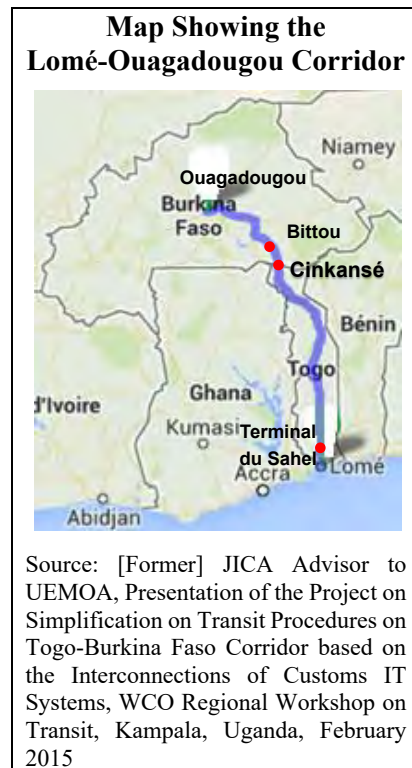 Map Showing the
Lomé-Ouagadougou Corridor
Niamey
Ouagadougou
Burkina
Faso
Bittou
Cinkansé
Bénin
Togo
Ghana
d'Ivoire
Kumasi
Terminal
du Sahel
Lomé
Accra
Abidjan
Source: [Former] JICA Advisor to
UEMOA, Presentation of the Project on
Simplification on Transit Procedures on
Togo-Burkina Faso Corridor based on
the Interconnections of Customs IT
Systems, WCO Regional Workshop on
Transit, Kampala, Uganda, February
2015